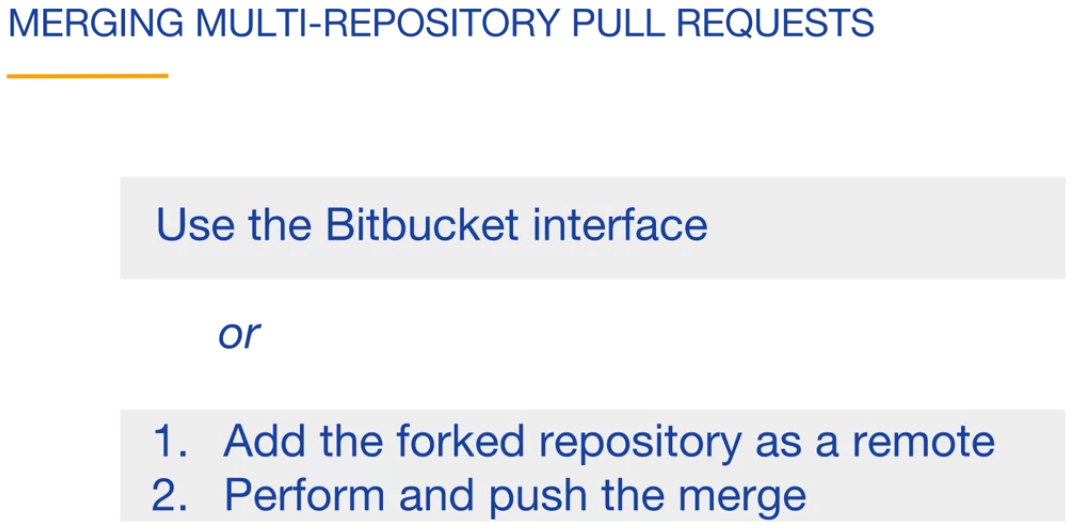 MERGING MULTI-REPOSITORY PULL REQUESTS
Use the Bitbucket interface
or
1. Add the forked repository as a remote
2. Perform and push the merge